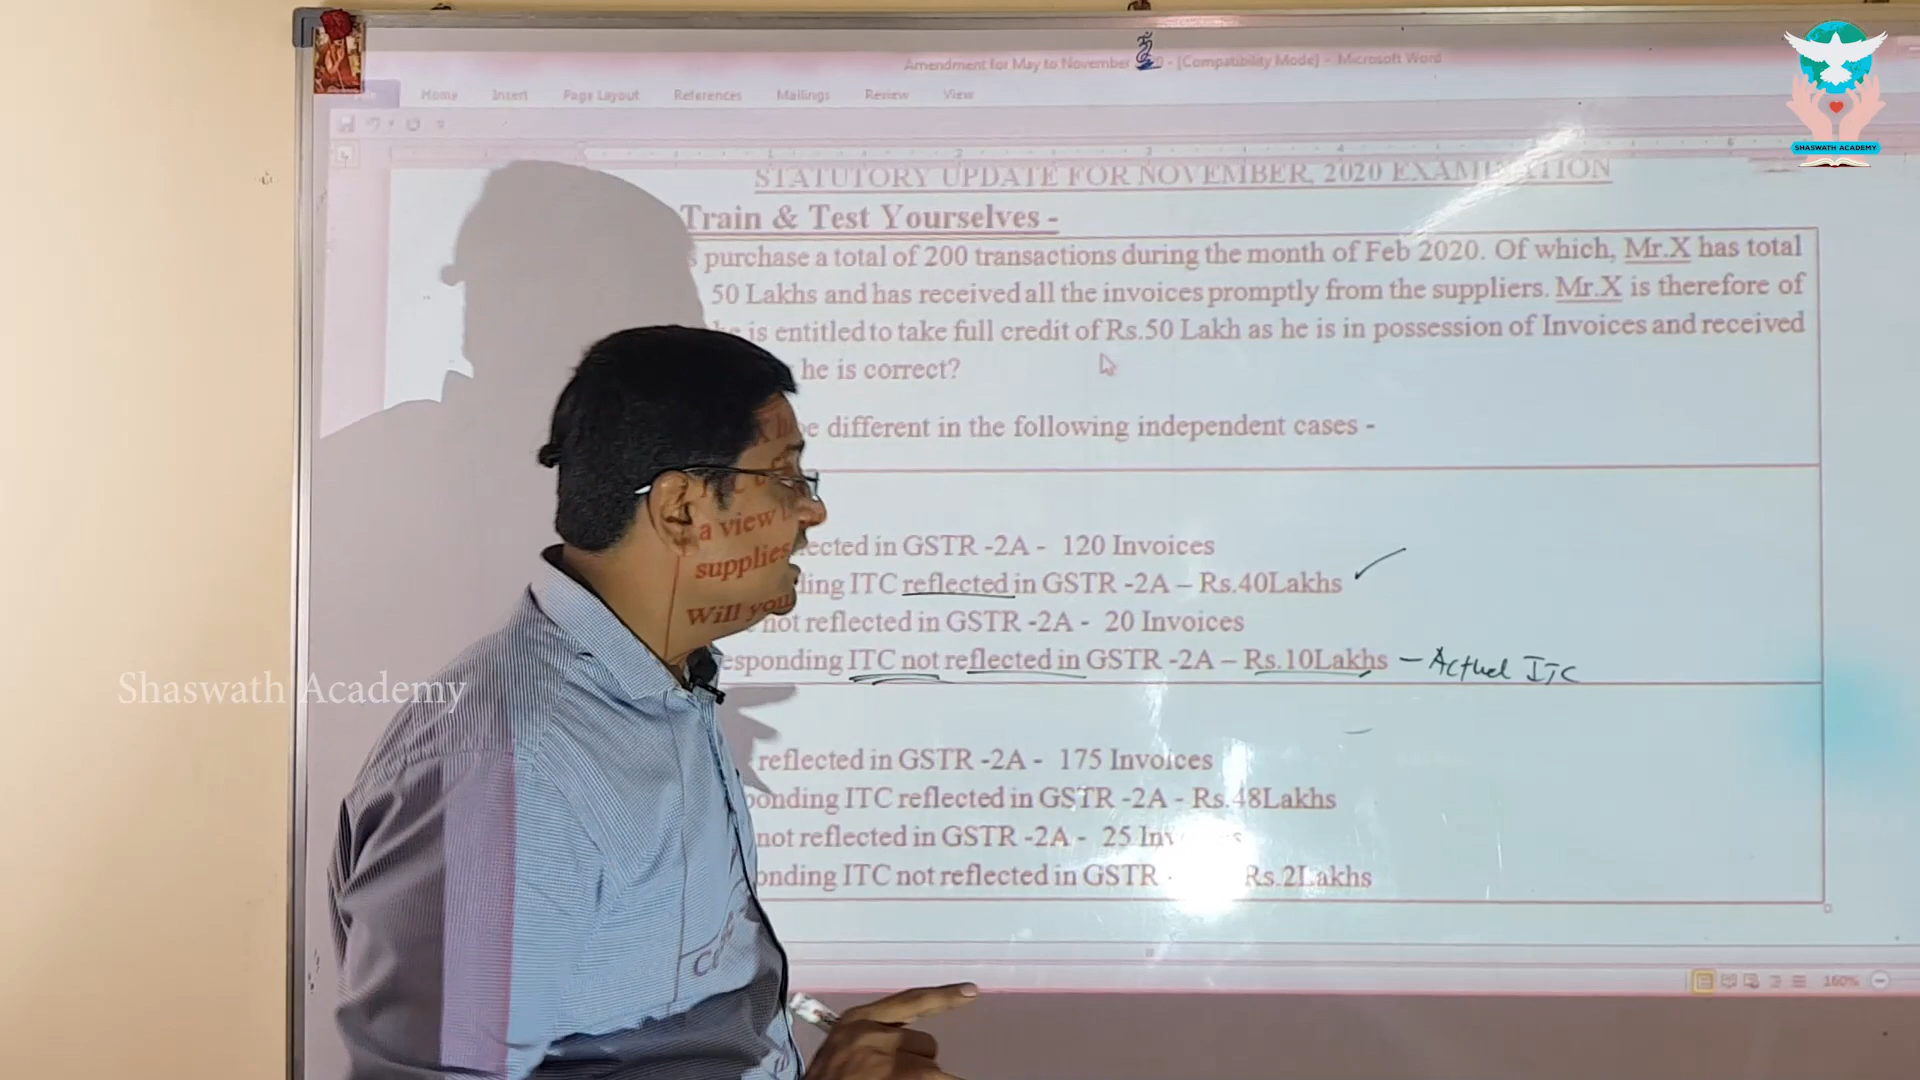 SHASWATH ACADEMY
Amendment for May to November - [Compatibility Mode] - Microsoft Word
Home Insert Page Layout References Mailings Review View
STATUTORY UPDATE FOR NOVEMBER, 2020 EXAMINATION
Train & Test Yourselves -
purchase a total of 200 transactions during the month of Feb 2020. Of which, Mr.X has total
50 Lakhs and has received all the invoices promptly from the suppliers. Mr.X is therefore of
is entitled to take full credit of Rs.50 Lakh as he is in possession of Invoices and received
he is correct?
be different in the following independent cases -
a view
supplies
Will you
ected in GSTR -2A - 120 Invoices
ding ITC reflected in GSTR -2A – Rs.40Lakhs
not reflected in GSTR -2A - 20 Invoices
esponding ITC not reflected in GSTR -2A – Rs.10Lakhs – Actual ITC
reflected in GSTR -2A - 175 Invoices
ponding ITC reflected in GSTR -2A - Rs.48Lakhs
not reflected in GSTR -2A - 25 Inv
onding ITC not reflected in GSTR - Rs.2Lakhs
160%
Shaswath Academy